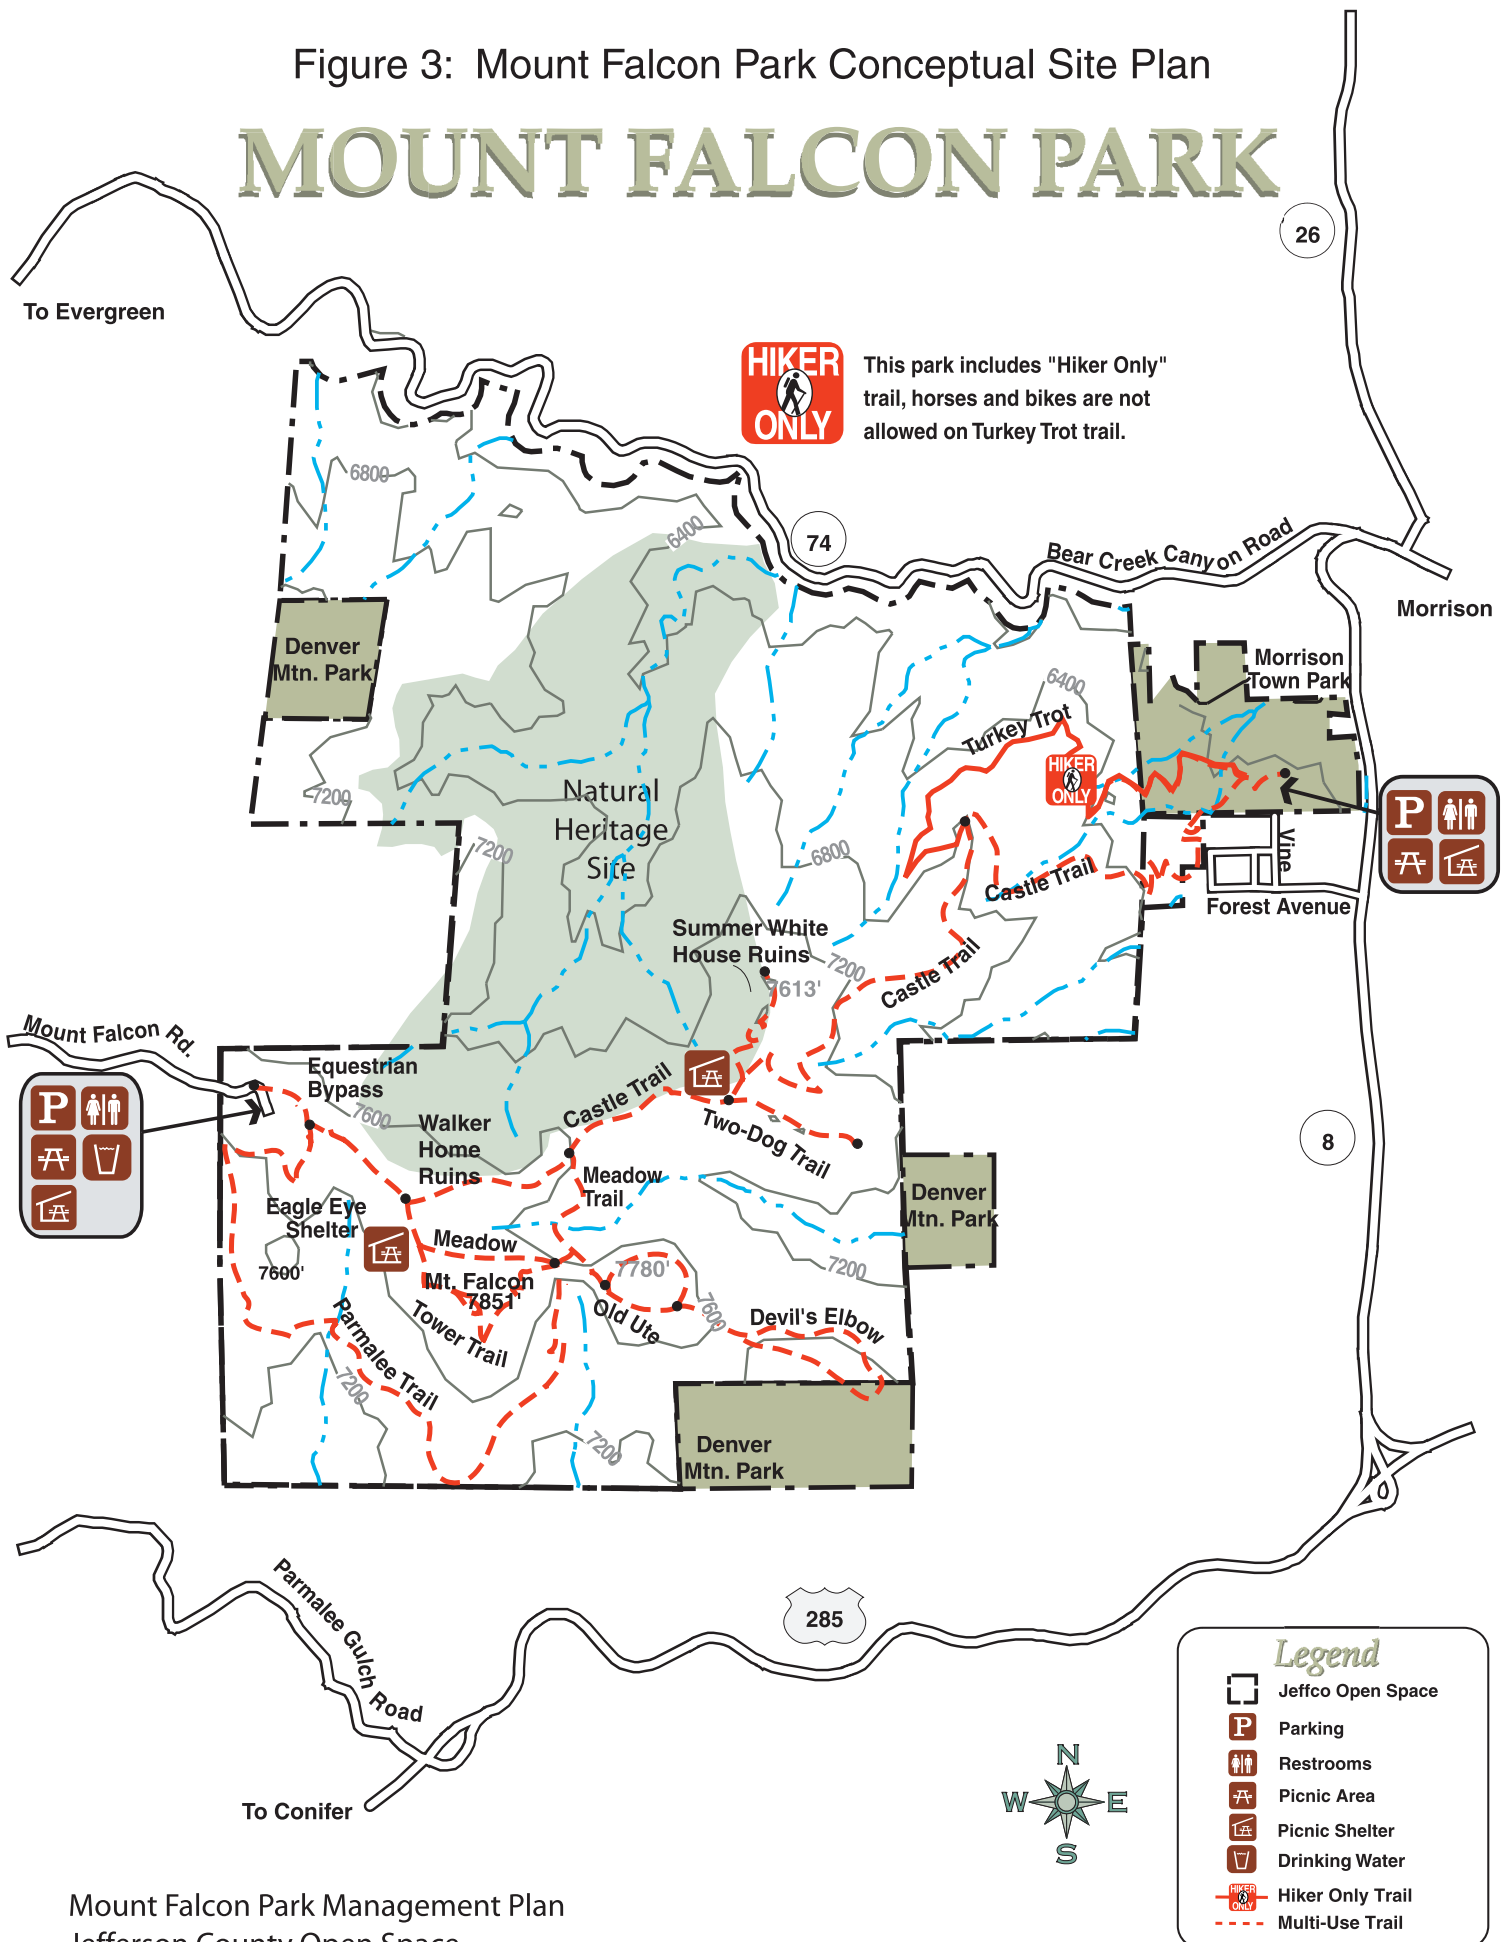 Figure 3: Mount Falcon Park Conceptual Site Plan
MOUNT FALCON PARK
26
To Evergreen
HIKER
ONLY
This park includes "Hiker Only"
trail, horses and bikes are not
allowed on Turkey Trot trail.
6800
6400
74
Bear Creek Canyon Road
Morrison
Denver
Mtn. Park
Morrison
Town Park
6400
Turkey Trot
HIKER
ONLY
7200
Natural
Heritage
Site
7200
6800
P
Vine
Castle Trail
Forest Avenue
Summer White
House Ruins
7613'
7200
Castle Trail
Mount Falcon Rd.
Equestrian
Bypass
P
7600
Walker
Home
Ruins
Castle Trail
Two-Dog Trail
8
Meadow
Trail
Denver
Mtn. Park
Eagle Eye
Shelter
7600'
Meadow
Mt. Falcon
7851'
7780'
7200
Old Ute
7600
Devil's Elbow
Tower Trail
Parmalee Trail
7200
7200
Denver
Mtn. Park
Parmalee Gulch Road
285
To Conifer
N
W
E
S
Legend
Jeffco Open Space
P
Parking
Restrooms
Picnic Area
Picnic Shelter
Drinking Water
HIKER
ONLY
Hiker Only Trail
Multi-Use Trail
Mount Falcon Park Management Plan
Jefferson County Open Space